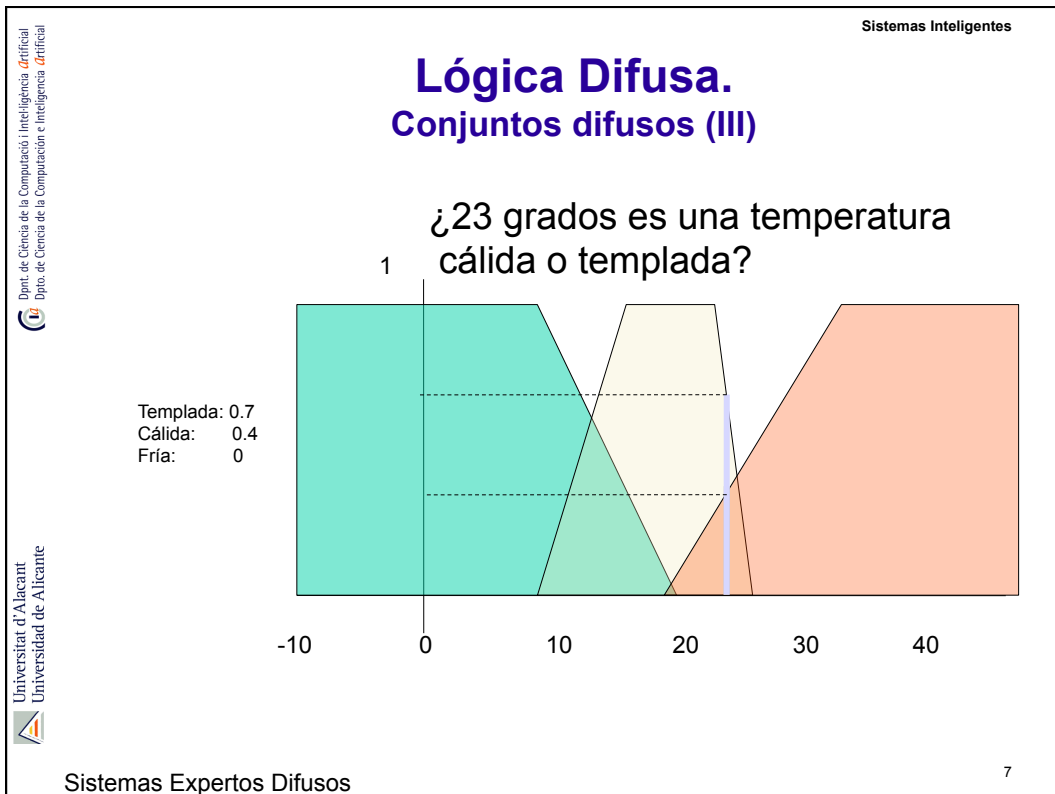 Sistemas Inteligentes
Dpnt. de Ciència de la Computació i Intel·ligència Artificial
Dpto. de Ciencia de la Computación e Inteligencia Artificial
Lógica Difusa.
Conjuntos difusos (III)
¿23 grados es una temperatura
cálida o templada?
1
Templada: 0.7
Cálida: 0.4
Fría: 0
-10 0 10 20 30 40
Universitat d'Alacant
Universidad de Alicante
Sistemas Expertos Difusos
7